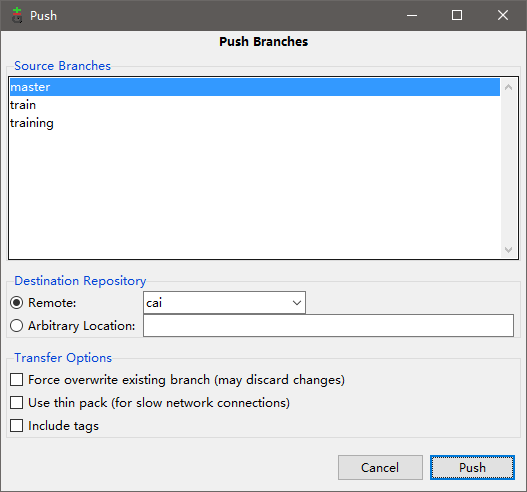 Push
Push Branches
Source Branches
master
train
training
Destination Repository
Remote: cai
Arbitrary Location:
Transfer Options
Force overwrite existing branch (may discard changes)
Use thin pack (for slow network connections)
Include tags
Cancel Push